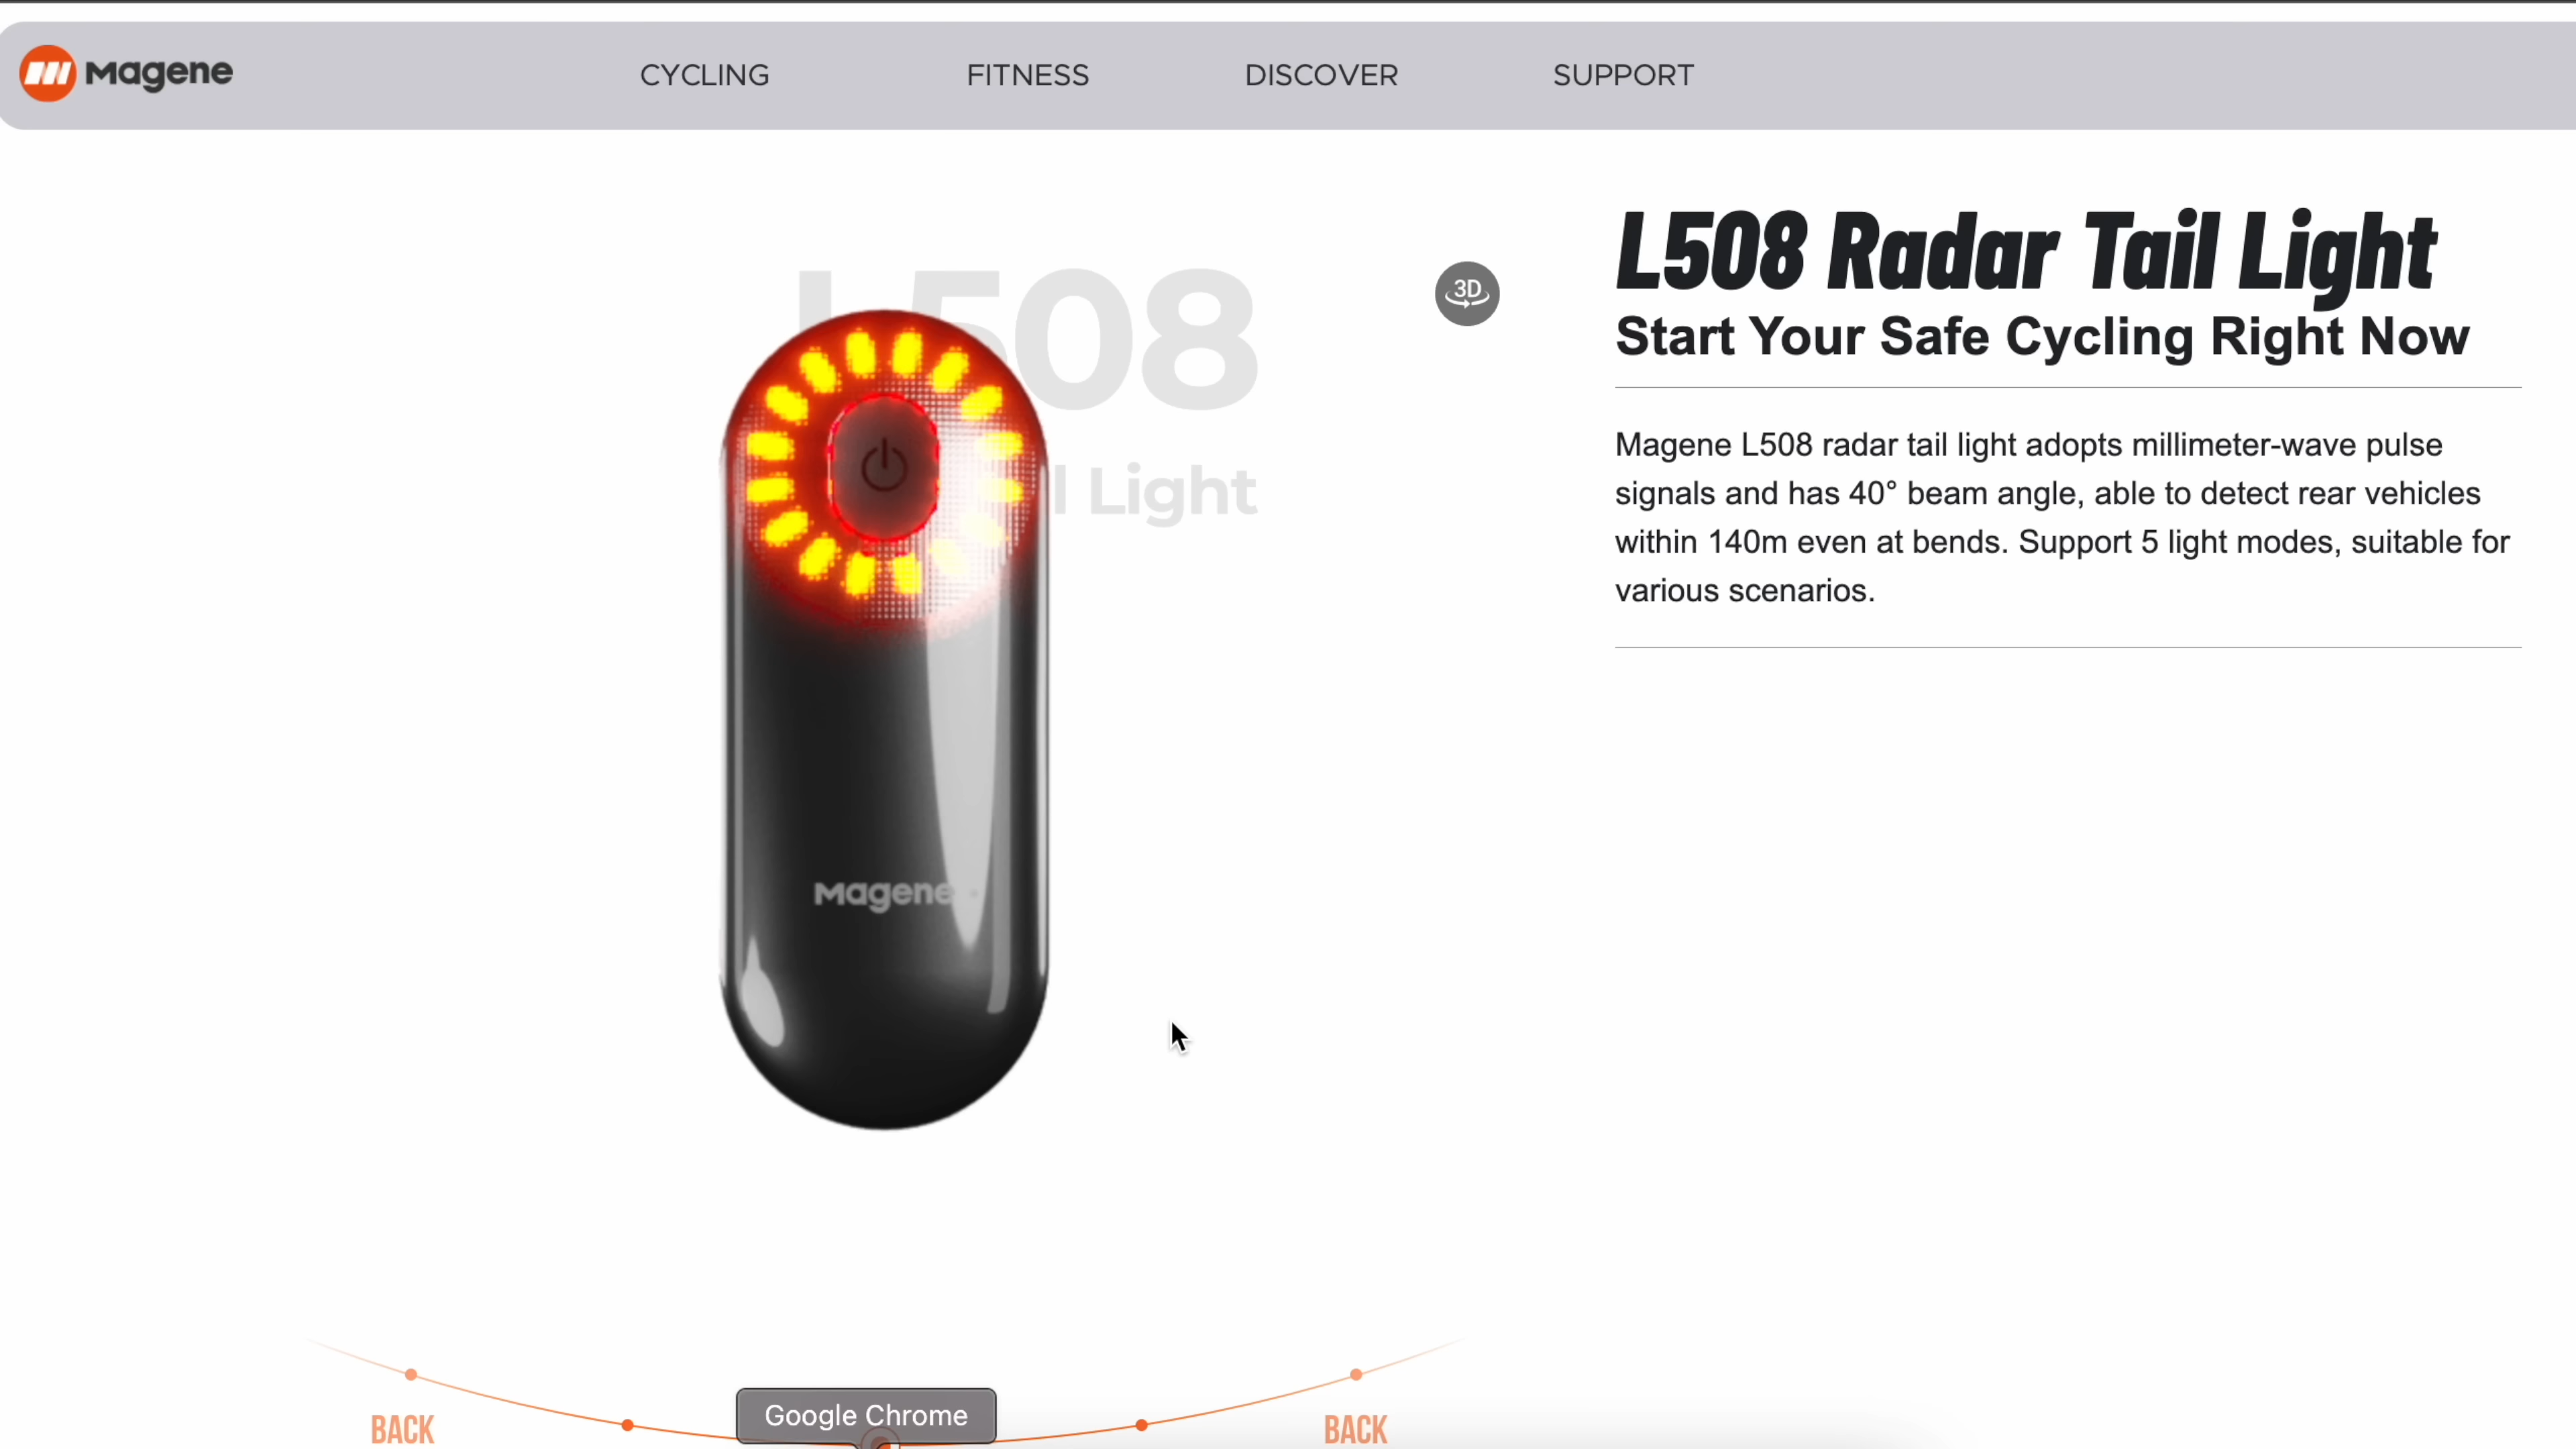 Magene
CYCLING
FITNESS
DISCOVER
SUPPORT
L508
l Light
3D
Magene
L508 Radar Tail Light
Start Your Safe Cycling Right Now
Magene L508 radar tail light adopts millimeter-wave pulse
signals and has 40° beam angle, able to detect rear vehicles
within 140m even at bends. Support 5 light modes, suitable for
various scenarios.
BACK
Google Chrome
BACK